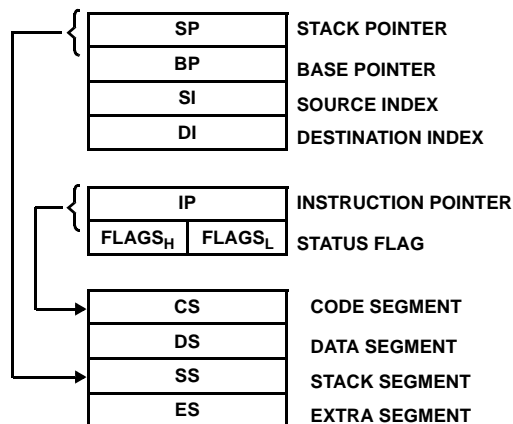 SP STACK POINTER
BP BASE POINTER
SI SOURCE INDEX
DI DESTINATION INDEX
IP INSTRUCTION POINTER
FLAGSH FLAGSL STATUS FLAG
CS CODE SEGMENT
DS DATA SEGMENT
SS STACK SEGMENT
ES EXTRA SEGMENT